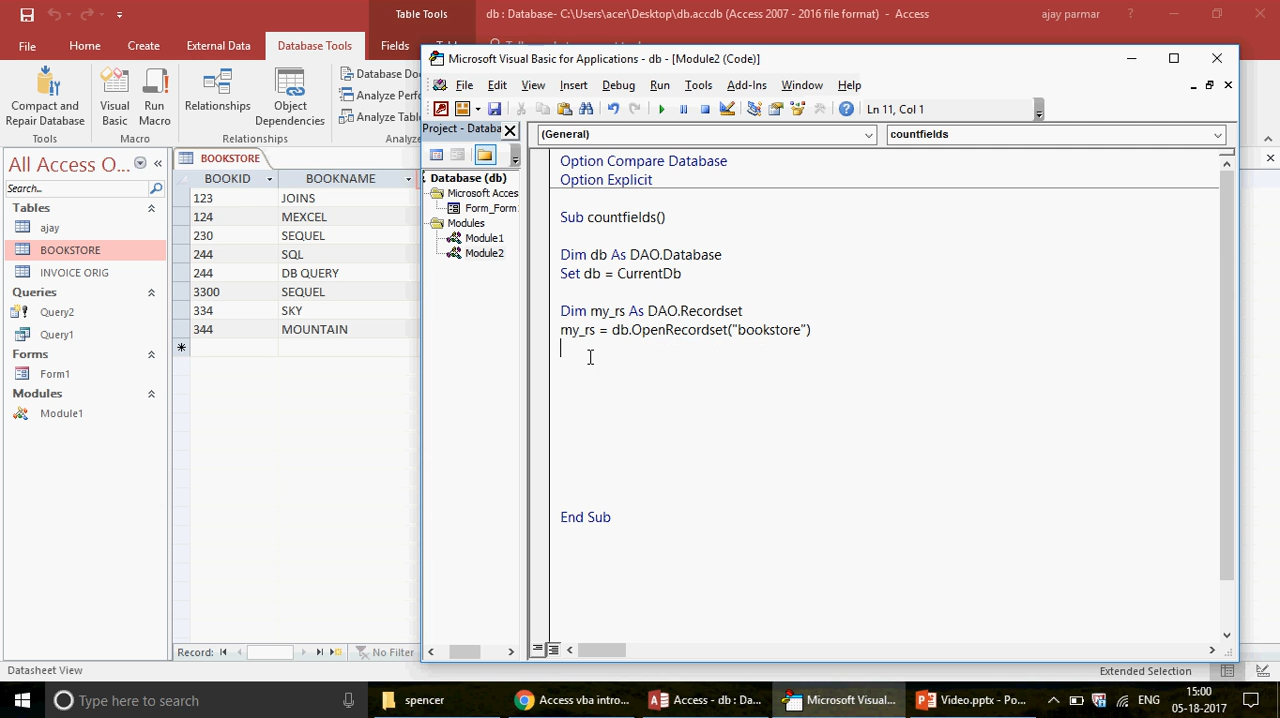 Table Tools
db : Database- C:\Users\acer\Desktop\db.accdb (Access 2007 - 2016 file format) - Access
ajay parmar
?
File
Home
Create
External Data
Database Tools
Fields
Compact and
Repair Database
Tools
Visual
Basic
Run
Macro
Macro
Relationships
Object
Dependencies
Relationships
Database Do
Analyze Perf
Analyze Tabl
Analyze
Microsoft Visual Basic for Applications - db - [Module2 (Code)]
File Edit View Insert Format Debug Run Tools Add-Ins Window Help
Ln 11, Col 1
Project - Databa
Database (db)
Microsoft Acces
Form_Form
Modules
Module1
Module2
(General)
countfields
Option Compare Database
Option Explicit
Sub countfields()
Dim db As DAO.Database
Set db = CurrentDb
Dim my_rs As DAO.Recordset
my_rs = db.OpenRecordset("bookstore")
End Sub
All Access O...
Search...
Tables
ajay
BOOKSTORE
INVOICE ORIG
Queries
Query2
Query1
Forms
Form1
Modules
Module1
BOOKSTORE
BOOKID BOOKNAME
123 JOINS
124 MEXCEL
230 SEQUEL
244 SQL
244 DB QUERY
3300 SEQUEL
334 SKY
344 MOUNTAIN
Record:
No Filter
Datasheet View
Extended Selection
Type here to search
spencer
Access vba intro...
Access - db : Da...
Microsoft Visual...
Video.pptx - Po...
ENG
15:00
05-18-2017